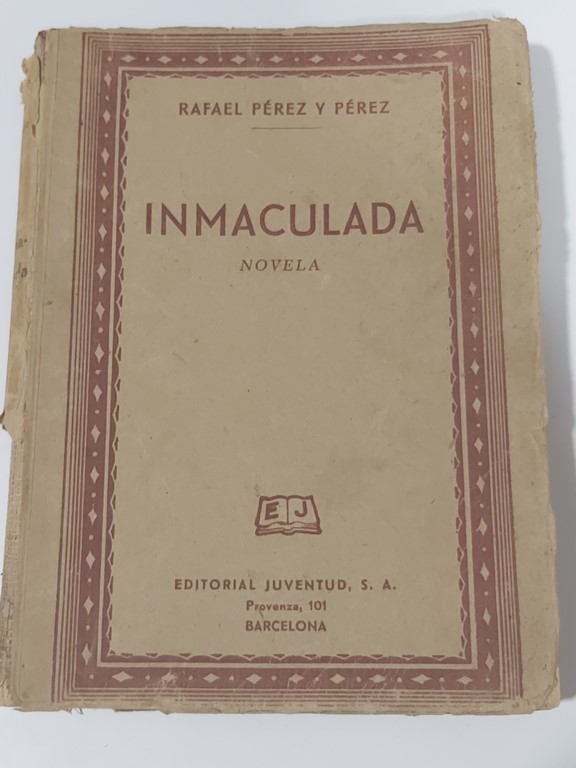 RAFAEL PÉREZ Y PÉREZ
INMACULADA
NOVELA
EJ
EDITORIAL JUVENTUD, S. A.
Provenza, 101
BARCELONA